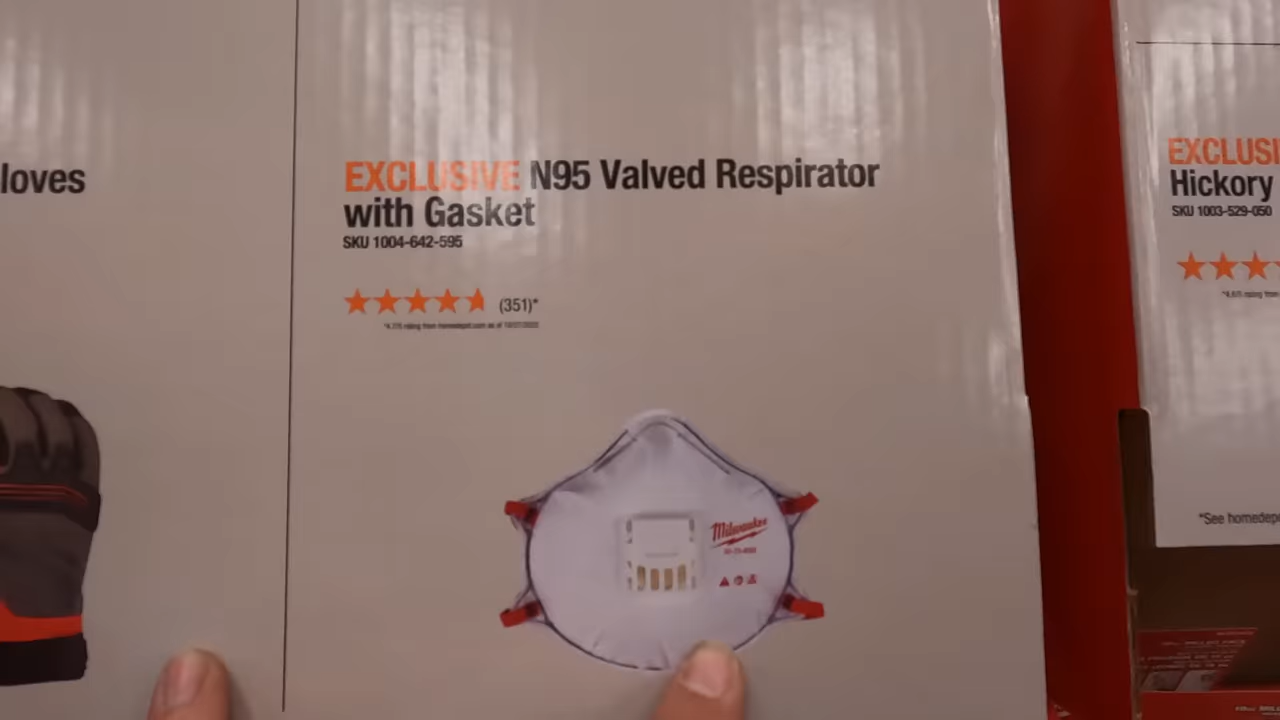 loves
EXCLUSIVE N95 Valved Respirator
with Gasket
SKU 1004-642-595
(351)*
Milwaukee
EXCLUSI
Hickory
SKU 1003-529-050
*See homedep